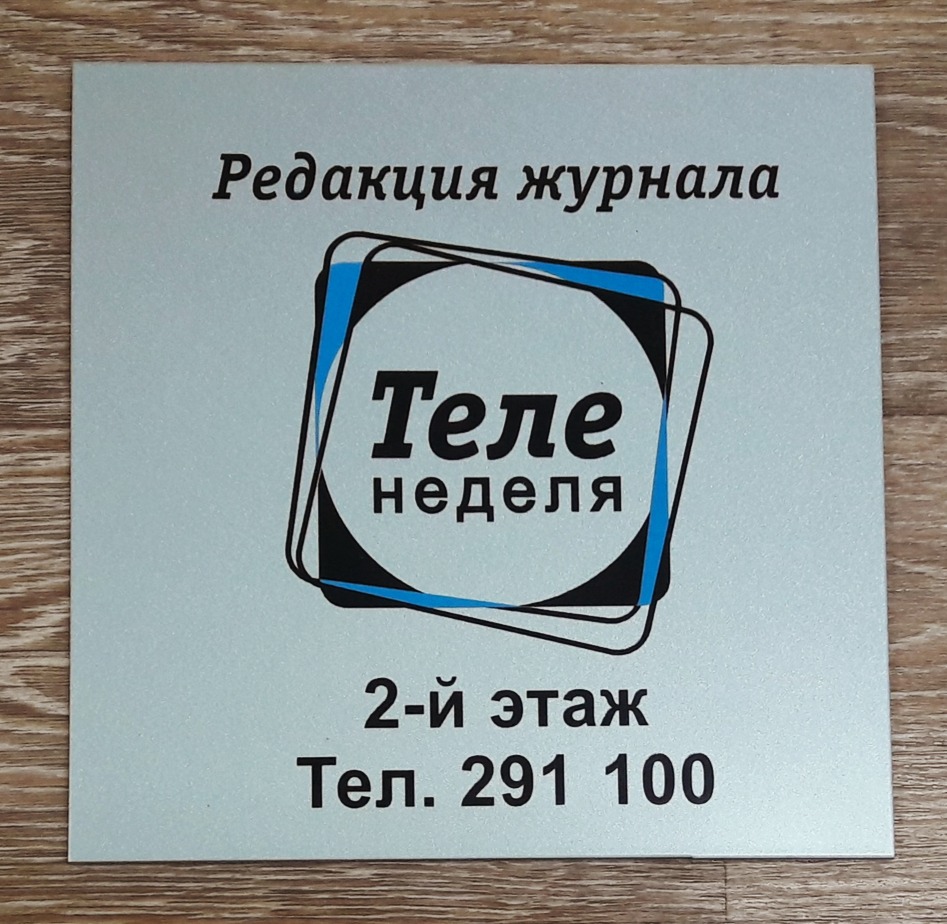 Редакция журнала
Теле
неделя
2-й этаж
Тел. 291 100